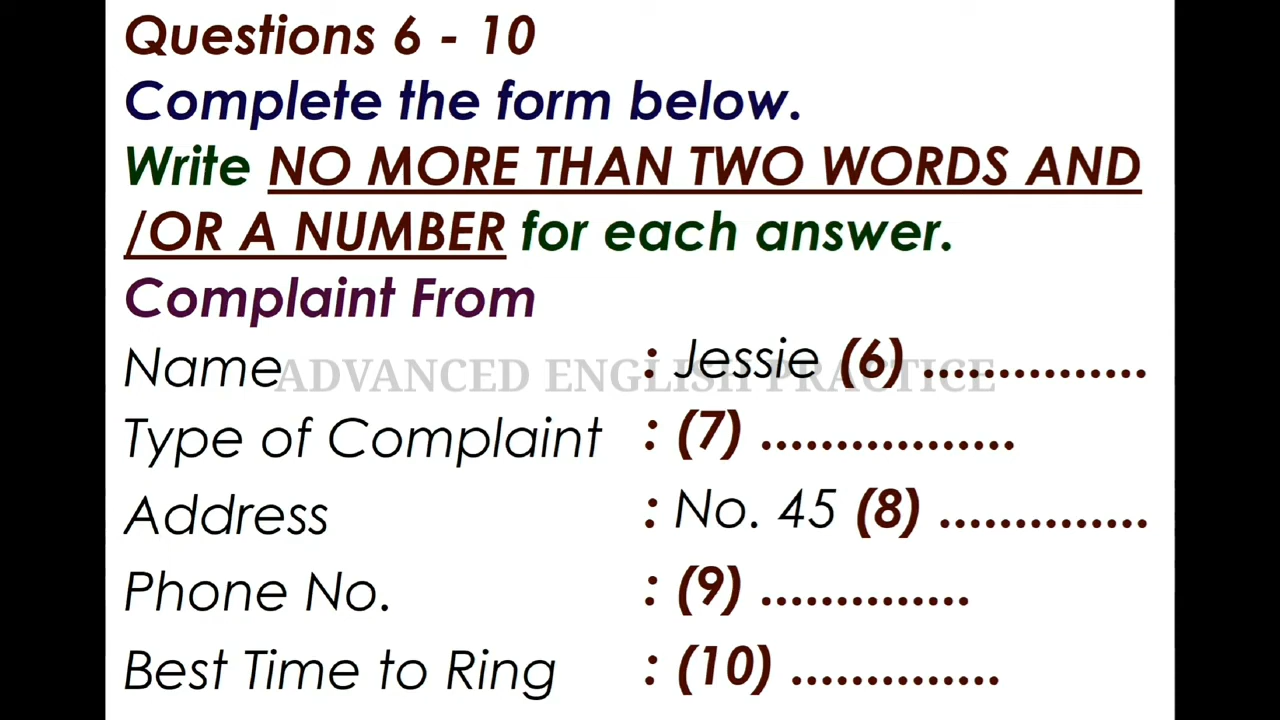 Questions 6 - 10
Complete the form below.
Write NO MORE THAN TWO WORDS AND
/OR A NUMBER for each answer.
Complaint From
Name : Jessie (6) ...............
ADVANCED ENGLISH PRACTICE
Type of Complaint : (7) .................
Address : No. 45 (8) ..............
Phone No. : (9) ..............
Best Time to Ring : (10) ..............